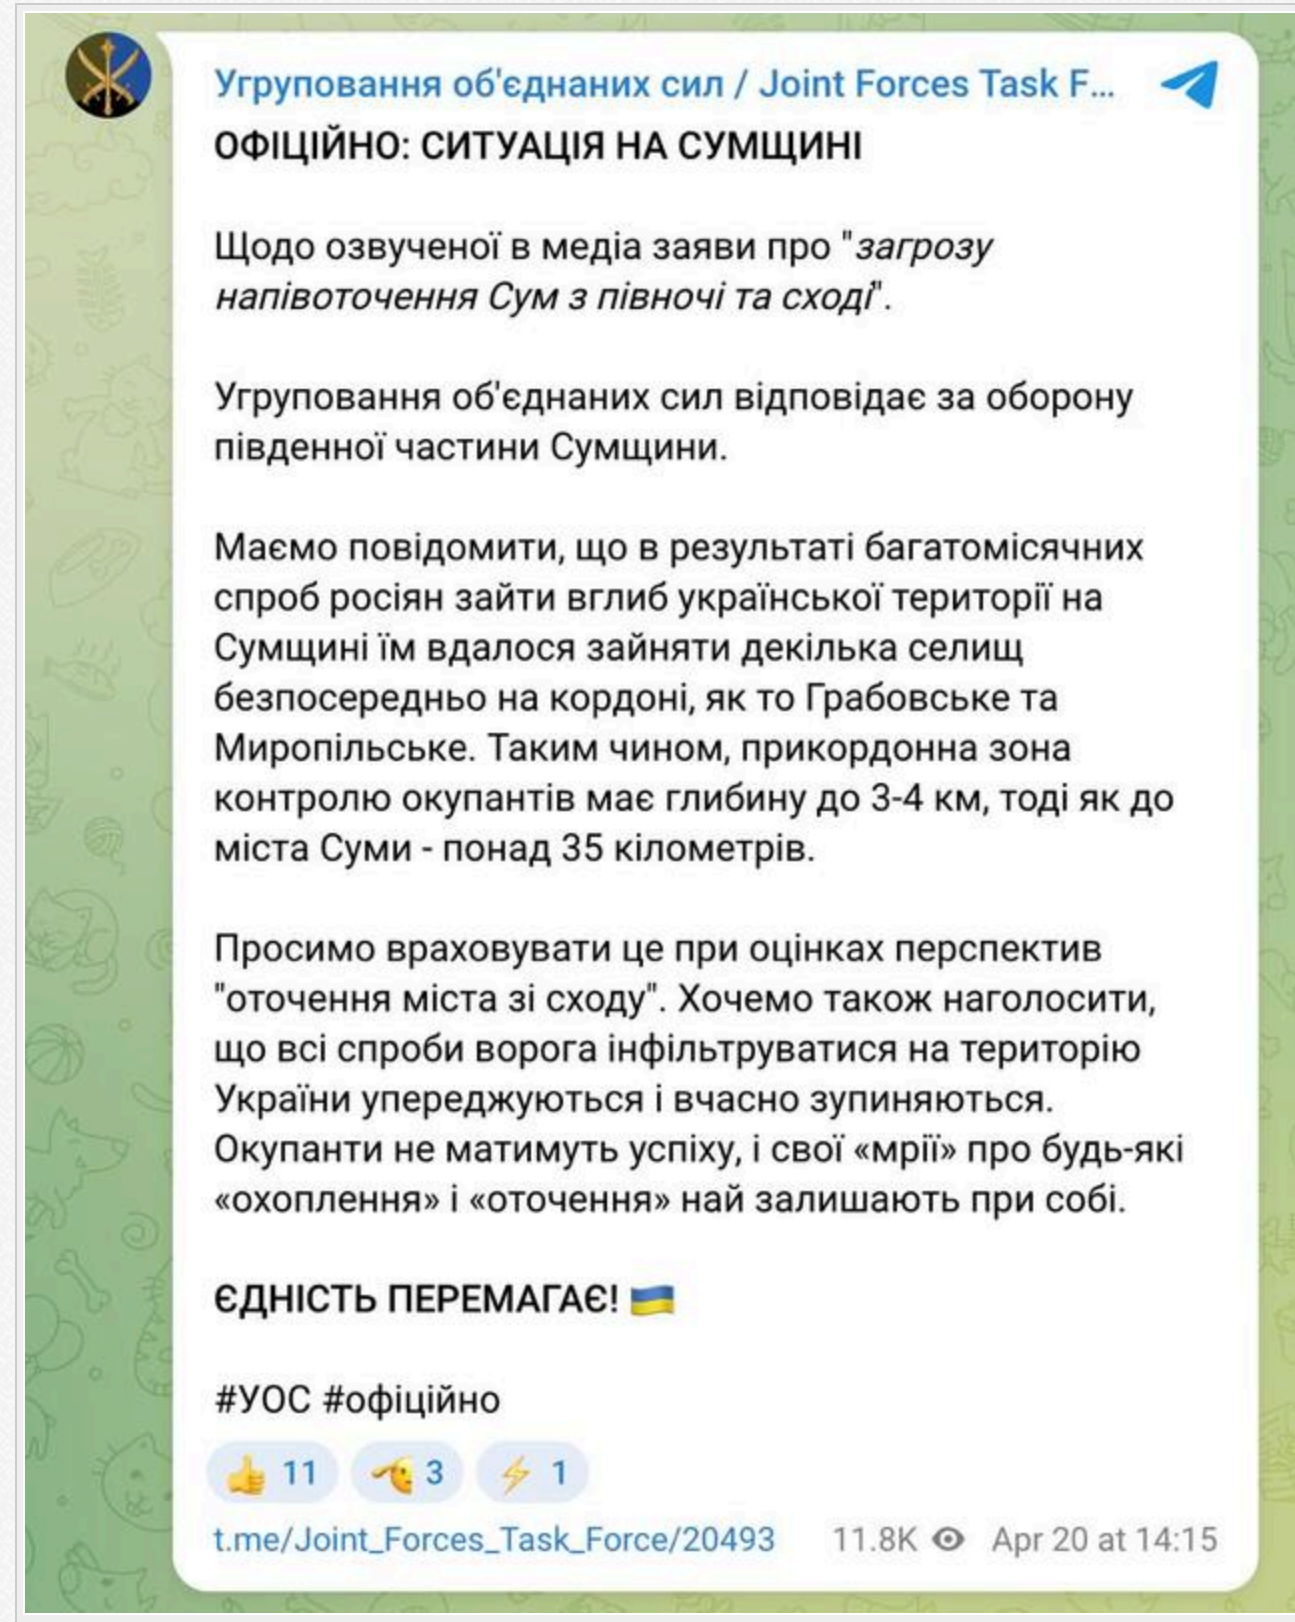 Угруповання об'єднаних сил / Joint Forces Task F...
ОФІЦІЙНО: СИТУАЦІЯ НА СУМЩИНІ
Щодо озвученої в медіа заяви про "загрозу
напівоточення Сум з півночі та сході".
Угруповання об'єднаних сил відповідає за оборону
південної частини Сумщини.
Маємо повідомити, що в результаті багатомісячних
спроб росіян зайти вглиб української території на
Сумщині їм вдалося зайняти декілька селищ
безпосередньо на кордоні, як то Грабовське та
Миропільське. Таким чином, прикордонна зона
контролю окупантів має глибину до 3-4 км, тоді як до
міста Суми - понад 35 кілометрів.
Просимо враховувати це при оцінках перспектив
"оточення міста зі сходу". Хочемо також наголосити,
що всі спроби ворога інфільтруватися на територію
України упереджуються і вчасно зупиняються.
Окупанти не матимуть успіху, і свої «мрії» про будь-які
«охоплення» і «оточення» най залишають при собі.
ЄДНІСТЬ ПЕРЕМАГАЄ! 🇺🇦
#УОС #офіційно
👍 11 🫡 3 ⚡ 1
t.me/Joint_Forces_Task_Force/20493 11.8K Apr 20 at 14:15